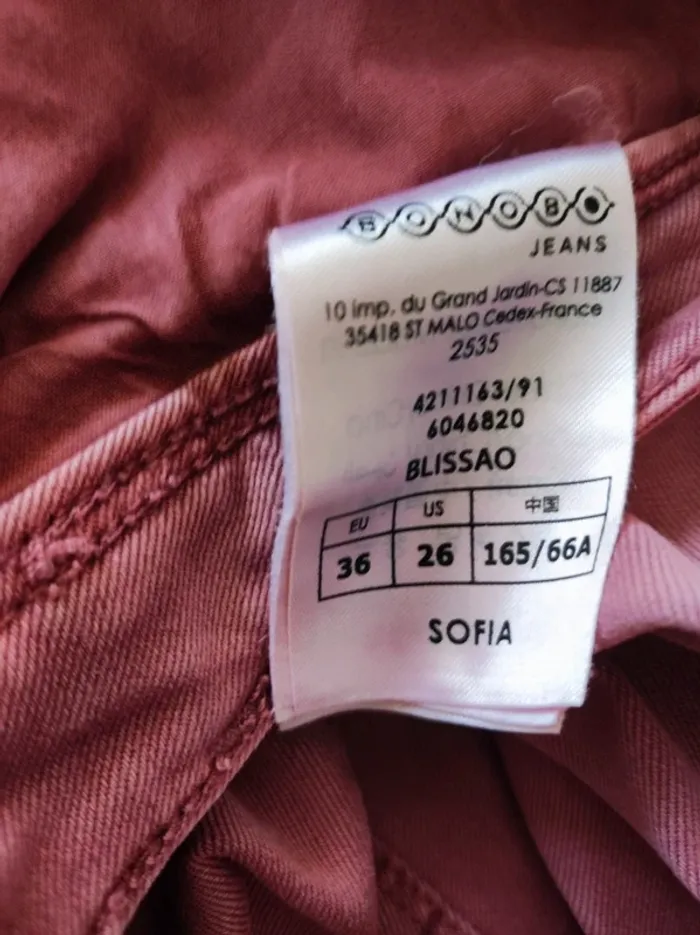 BONOBO
JEANS
10 imp. du Grand Jardin-CS 11887
35418 ST MALO Cedex-France
2535
4211163/91
6046820
BLISSAO
EU US 中国
36 26 165/66A
SOFIA